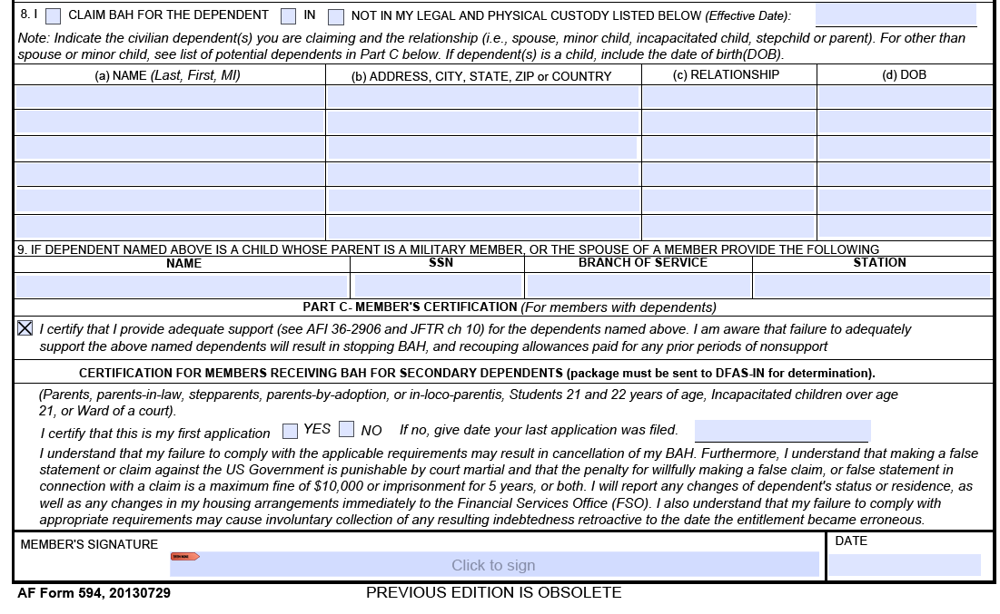 8. I CLAIM BAH FOR THE DEPENDENT IN NOT IN MY LEGAL AND PHYSICAL CUSTODY LISTED BELOW (Effective Date):
Note: Indicate the civilian dependent(s) you are claiming and the relationship (i.e., spouse, minor child, incapacitated child, stepchild or parent). For other than
spouse or minor child, see list of potential dependents in Part C below. If dependent(s) is a child, include the date of birth(DOB).
(a) NAME (Last, First, MI) (b) ADDRESS, CITY, STATE, ZIP or COUNTRY (c) RELATIONSHIP (d) DOB
9. IF DEPENDENT NAMED ABOVE IS A CHILD WHOSE PARENT IS A MILITARY MEMBER, OR THE SPOUSE OF A MEMBER PROVIDE THE FOLLOWING
NAME SSN BRANCH OF SERVICE STATION
PART C- MEMBER'S CERTIFICATION (For members with dependents)
I certify that I provide adequate support (see AFI 36-2906 and JFTR ch 10) for the dependents named above. I am aware that failure to adequately
support the above named dependents will result in stopping BAH, and recouping allowances paid for any prior periods of nonsupport
CERTIFICATION FOR MEMBERS RECEIVING BAH FOR SECONDARY DEPENDENTS (package must be sent to DFAS-IN for determination).
(Parents, parents-in-law, stepparents, parents-by-adoption, or in-loco-parentis, Students 21 and 22 years of age, Incapacitated children over age
21, or Ward of a court).
I certify that this is my first application YES NO If no, give date your last application was filed.
I understand that my failure to comply with the applicable requirements may result in cancellation of my BAH. Furthermore, I understand that making a false
statement or claim against the US Government is punishable by court martial and that the penalty for willfully making a false claim, or false statement in
connection with a claim is a maximum fine of $10,000 or imprisonment for 5 years, or both. I will report any changes of dependent's status or residence, as
well as any changes in my housing arrangements immediately to the Financial Services Office (FSO). I also understand that my failure to comply with
appropriate requirements may cause involuntary collection of any resulting indebtedness retroactive to the date the entitlement became erroneous.
MEMBER'S SIGNATURE DATE
Click to sign
AF Form 594, 20130729 PREVIOUS EDITION IS OBSOLETE